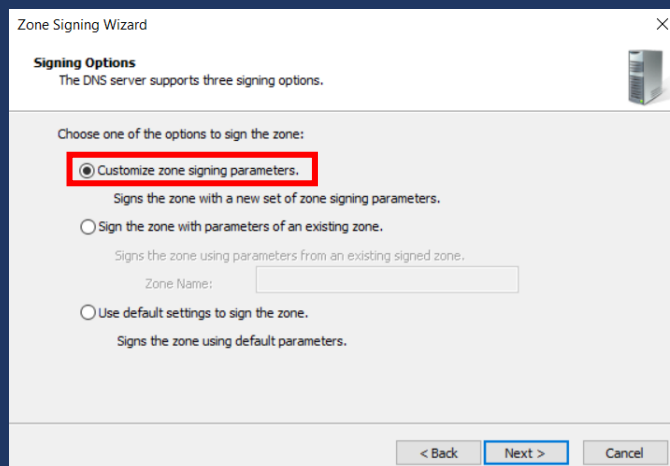 Zone Signing Wizard
Signing Options
The DNS server supports three signing options.
Choose one of the options to sign the zone:
Customize zone signing parameters.
Signs the zone with a new set of zone signing parameters.
Sign the zone with parameters of an existing zone.
Signs the zone using parameters from an existing signed zone.
Zone Name:
Use default settings to sign the zone.
Signs the zone using default parameters.
< Back Next > Cancel